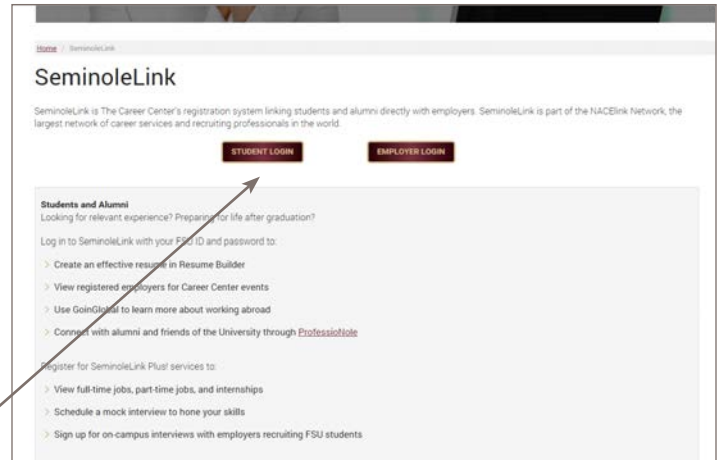 Home / SeminoleLink
SeminoleLink
SeminoleLink is The Career Center's registration system linking students and alumni directly with employers. SeminoleLink is part of the NACElink Network, the
largest network of career services and recruiting professionals in the world.
STUDENT LOGIN EMPLOYER LOGIN
Students and Alumni
Looking for relevant experience? Preparing for life after graduation?
Log in to SeminoleLink with your FSU ID and password to:
> Create an effective resume in Resume Builder
> View registered employers for Career Center events
> Use GoinGlobal to learn more about working abroad
> Connect with alumni and friends of the University through ProfessioNole
Register for SeminoleLink Plus! services to:
> View full-time jobs, part-time jobs, and internships
> Schedule a mock interview to hone your skills
> Sign up for on-campus interviews with employers recruiting FSU students